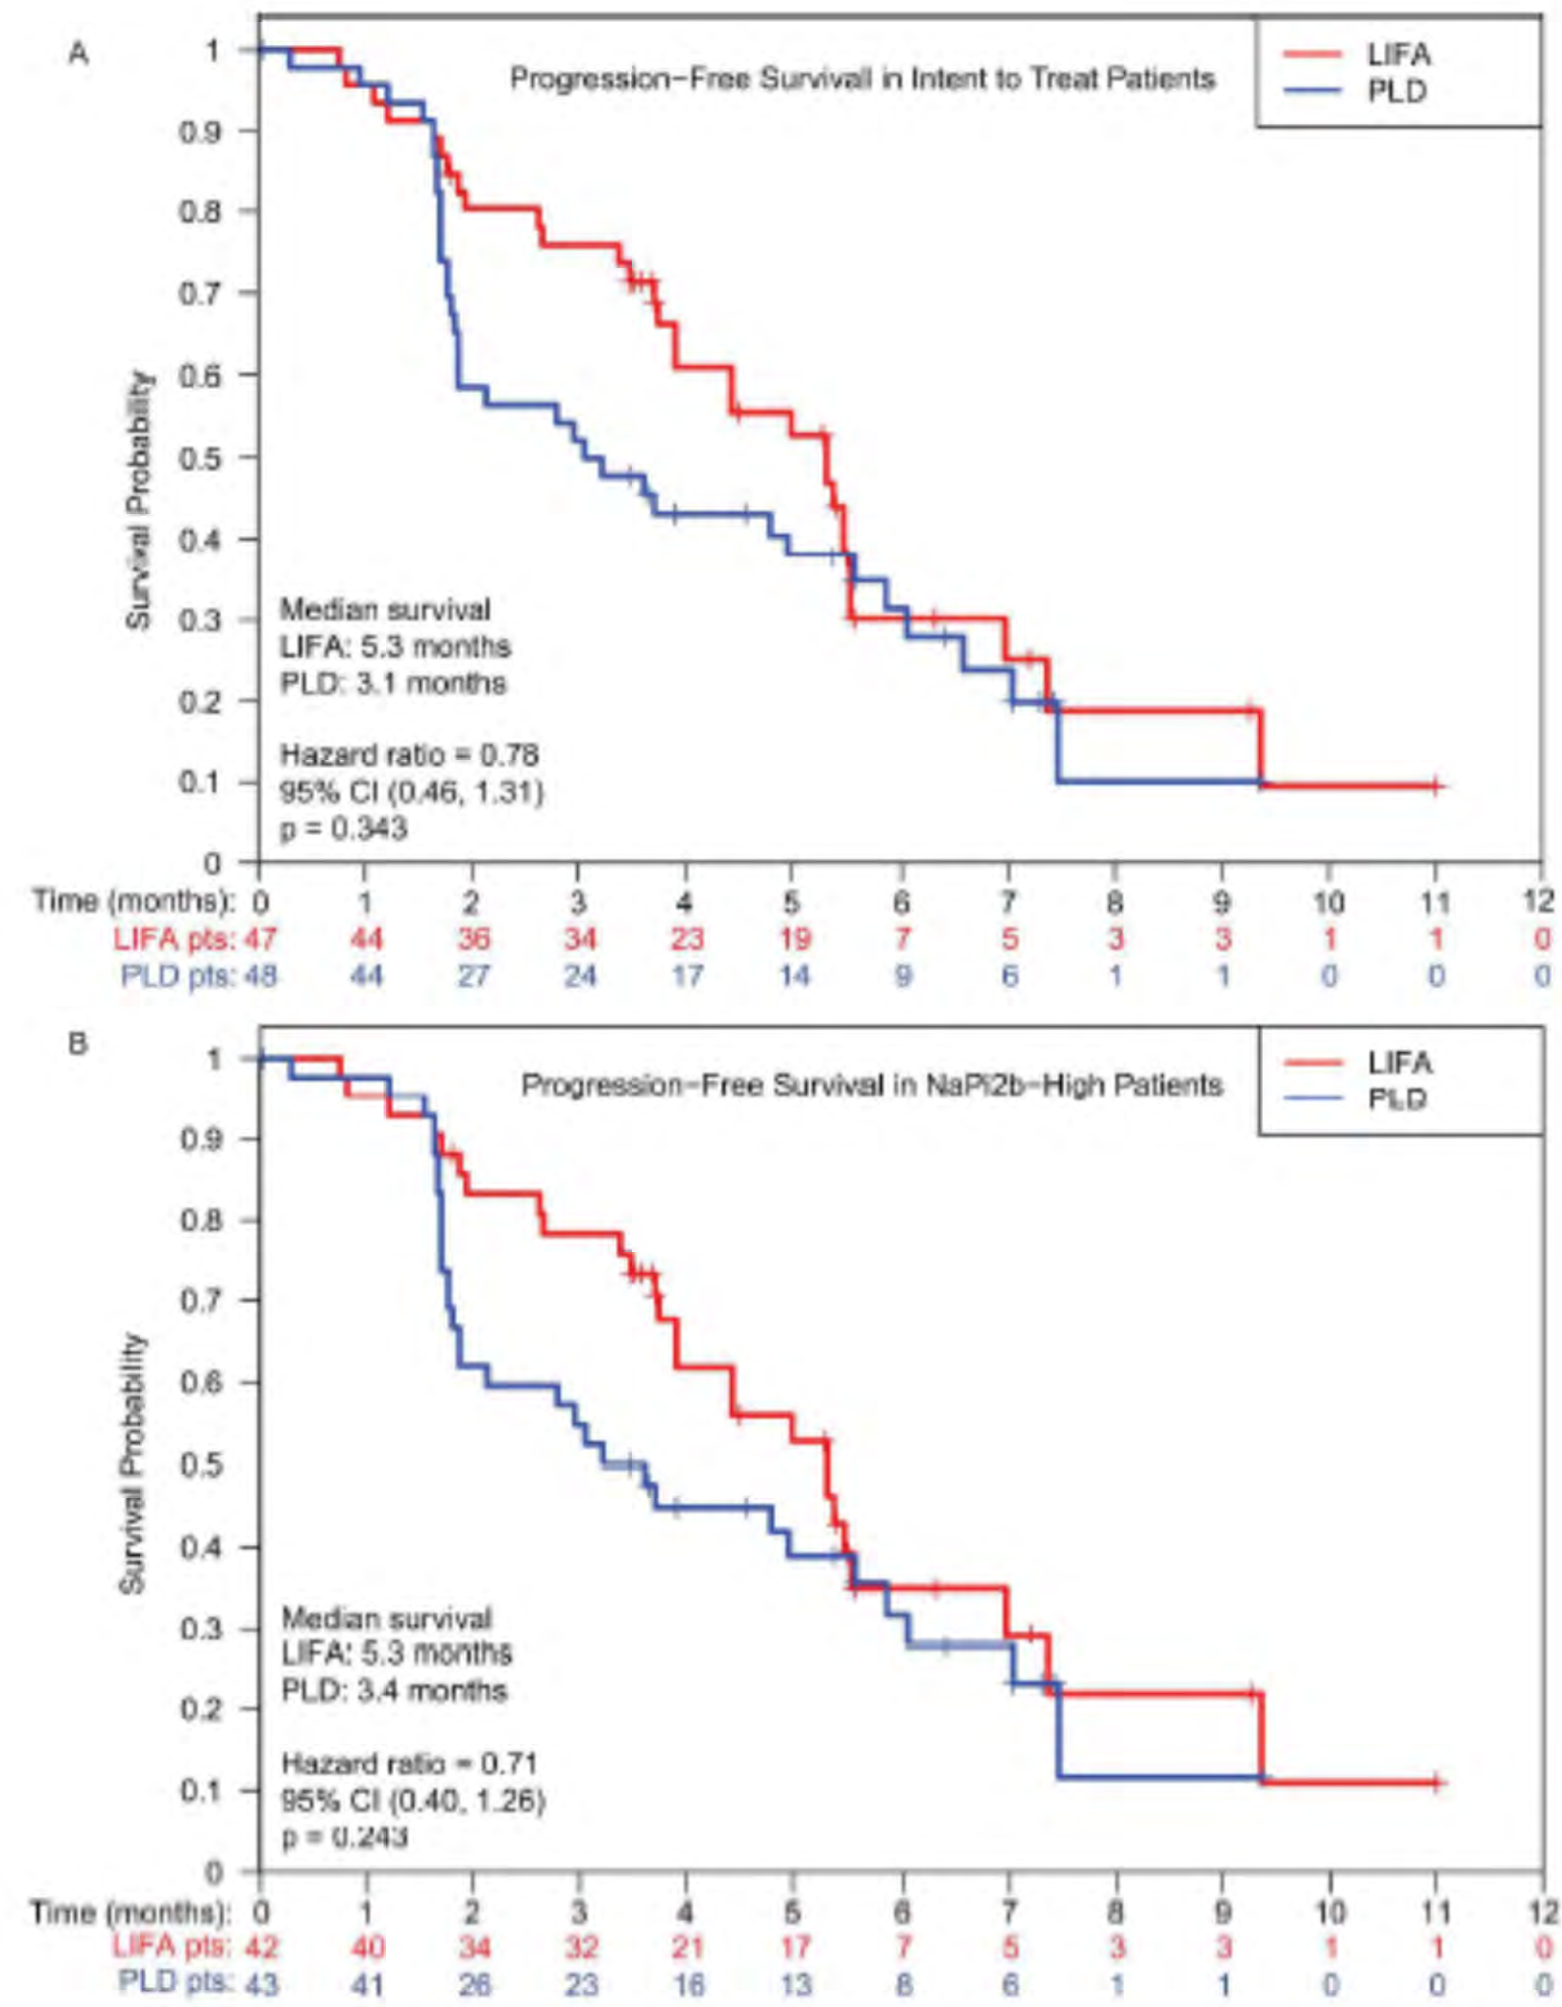 A
Progression-Free Survivall in Intent to Treat Patients
LIFA
PLD
1
0.9
0.8
0.7
0.6
0.5
0.4
0.3
0.2
0.1
0
Survival Probability
Median survival
LIFA: 5.3 months
PLD: 3.1 months
Hazard ratio = 0.78
95% CI (0.46, 1.31)
p = 0.343
Time (months): 0 1 2 3 4 5 6 7 8 9 10 11 12
LIFA pts: 47 44 36 34 23 19 7 5 3 3 1 1 0
PLD pts: 48 44 27 24 17 14 9 6 1 1 0 0 0
B
Progression-Free Survival in NaPi2b-High Patients
LIFA
PLD
1
0.9
0.8
0.7
0.6
0.5
0.4
0.3
0.2
0.1
0
Survival Probability
Median survival
LIFA: 5.3 months
PLD: 3.4 months
Hazard ratio = 0.71
95% CI (0.40, 1.26)
p = 0.243
Time (months): 0 1 2 3 4 5 6 7 8 9 10 11 12
LIFA pts: 42 40 34 32 21 17 7 5 3 3 1 1 0
PLD pts: 43 41 26 23 16 13 8 6 1 1 0 0 0